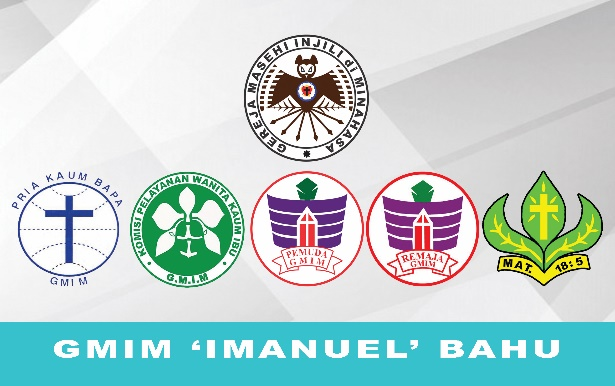 GEREJA MASEHI INJILI di MINAHASA
PRIA KAUM BAPA
GMIM
KOMISI PELAYANAN WANITA KAUM IBU
G.M.I.M
PEMUDA
GMIM
REMAJA
GMIM
MAT. 18:5
GMIM ‘IMANUEL’ BAHU